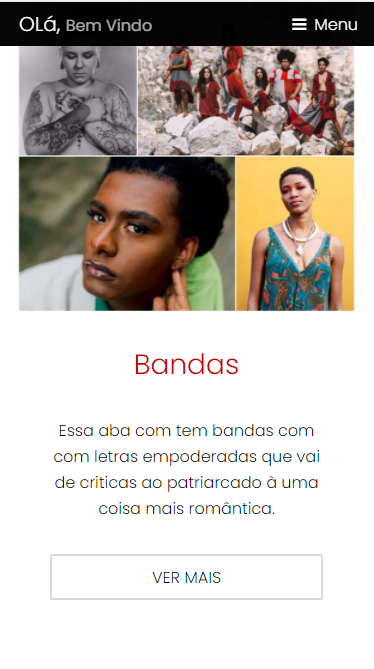 OLá, Bem Vindo
Menu
Bandas
Essa aba com tem bandas com
com letras empoderadas que vai
de criticas ao patriarcado à uma
coisa mais romântica.
VER MAIS